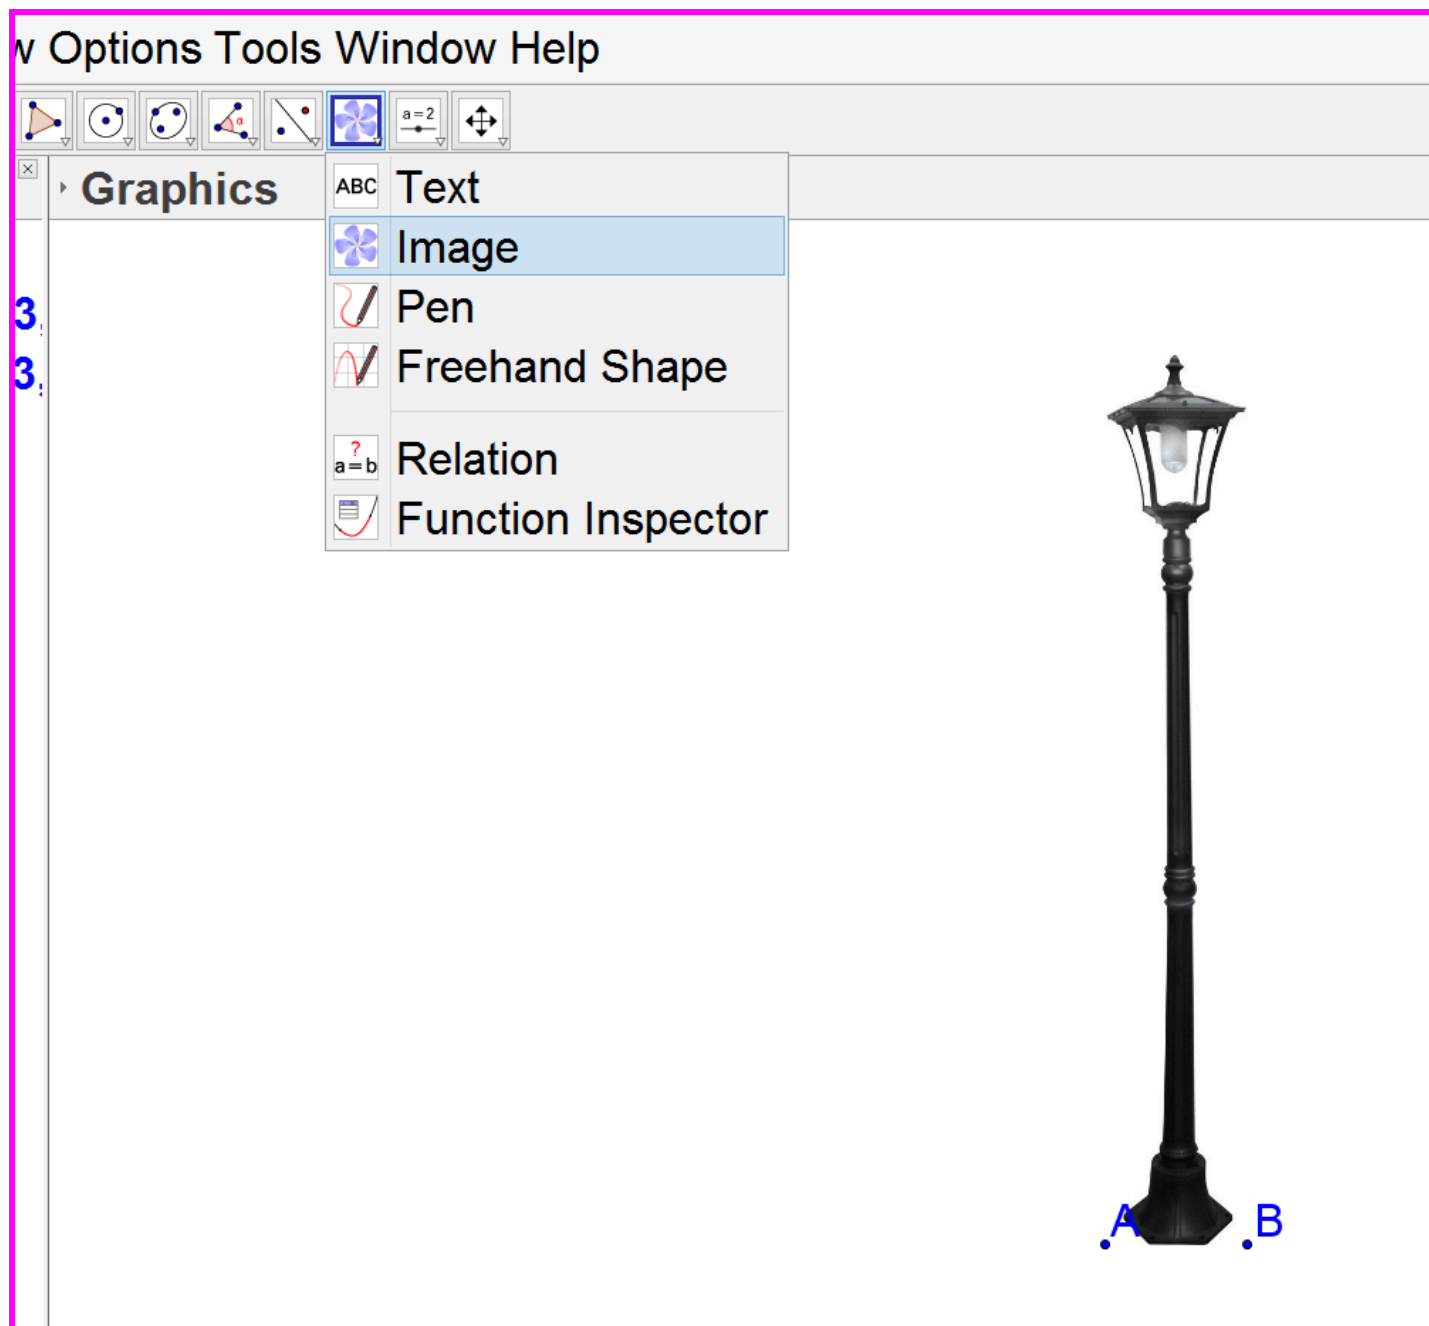 w Options Tools Window Help
a=2
Graphics
ABC Text
Image
3
Pen
3
Freehand Shape
?
a=b Relation
Function Inspector
A B